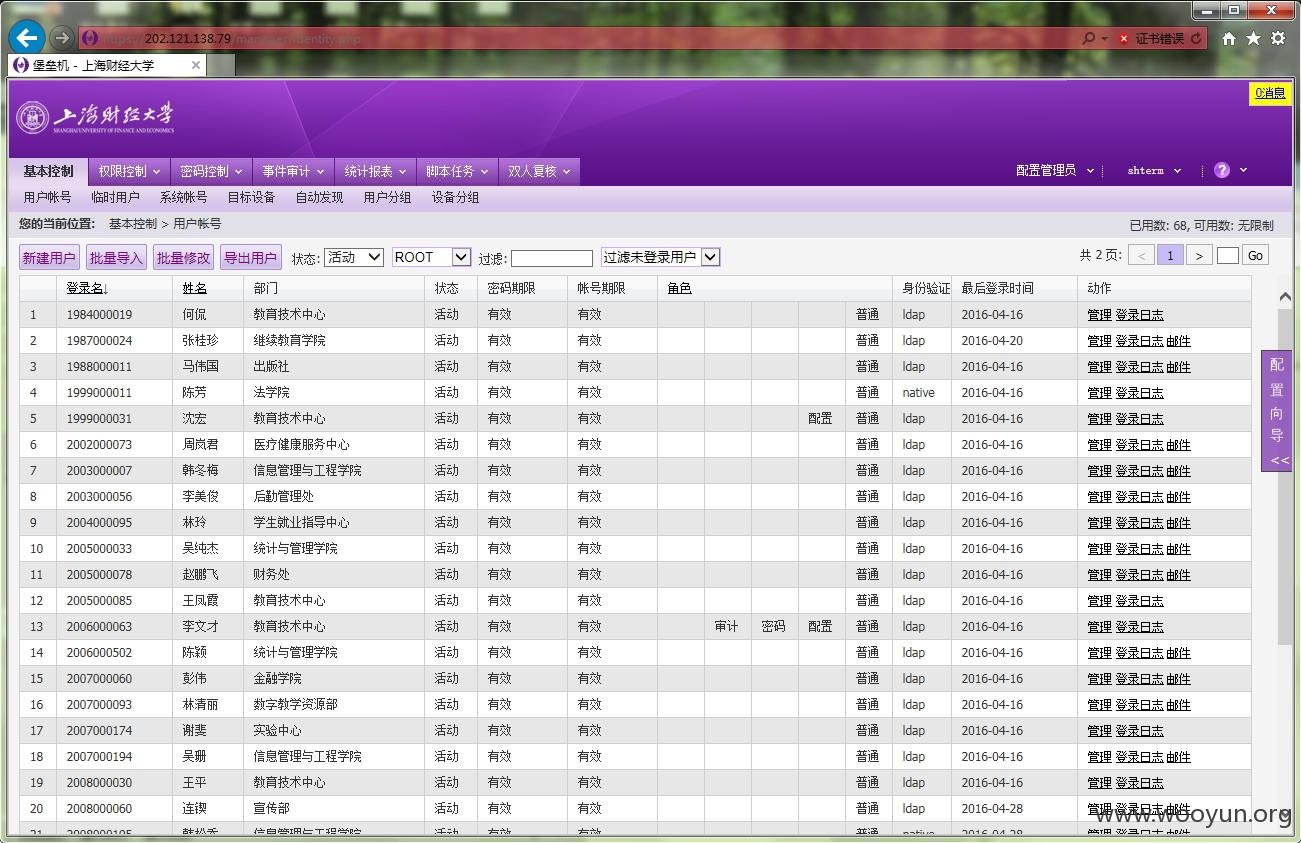 https://202.121.138.79/manager/identity.php 证书错误
堡垒机 - 上海财经大学
0消息
上海财经大学
SHANGHAI UNIVERSITY OF FINANCE AND ECONOMICS
基本控制 权限控制 密码控制 事件审计 统计报表 脚本任务 双人复核 配置管理员 shterm ?
用户帐号 临时用户 系统帐号 目标设备 自动发现 用户分组 设备分组
您的当前位置: 基本控制 > 用户帐号 已用数: 68, 可用数: 无限制
新建用户 批量导入 批量修改 导出用户 状态: 活动 ROOT 过滤: 过滤未登录用户 共 2 页: < 1 > Go
登录名↓ 姓名 部门 状态 密码期限 帐号期限 角色 身份验证 最后登录时间 动作
1 1984000019 何侃 教育技术中心 活动 有效 有效 普通 ldap 2016-04-16 管理 登录日志
2 1987000024 张桂珍 继续教育学院 活动 有效 有效 普通 ldap 2016-04-20 管理 登录日志 邮件
3 1988000011 马伟国 出版社 活动 有效 有效 普通 ldap 2016-04-16 管理 登录日志 邮件
4 1999000011 陈芳 法学院 活动 有效 有效 普通 native 2016-04-16 管理 登录日志
5 1999000031 沈宏 教育技术中心 活动 有效 有效 配置 普通 ldap 2016-04-16 管理 登录日志
6 2002000073 周岚君 医疗健康服务中心 活动 有效 有效 普通 ldap 2016-04-16 管理 登录日志 邮件
7 2003000007 韩冬梅 信息管理与工程学院 活动 有效 有效 普通 ldap 2016-04-16 管理 登录日志 邮件
8 2003000056 李美俊 后勤管理处 活动 有效 有效 普通 ldap 2016-04-16 管理 登录日志 邮件
9 2004000095 林玲 学生就业指导中心 活动 有效 有效 普通 ldap 2016-04-16 管理 登录日志 邮件
10 2005000033 吴纯杰 统计与管理学院 活动 有效 有效 普通 ldap 2016-04-16 管理 登录日志 邮件
11 2005000078 赵鹏飞 财务处 活动 有效 有效 普通 ldap 2016-04-16 管理 登录日志 邮件
12 2005000085 王凤霞 教育技术中心 活动 有效 有效 普通 ldap 2016-04-16 管理 登录日志
13 2006000063 李文才 教育技术中心 活动 有效 有效 审计 密码 配置 普通 ldap 2016-04-16 管理 登录日志
14 2006000502 陈颖 统计与管理学院 活动 有效 有效 普通 ldap 2016-04-16 管理 登录日志 邮件
15 2007000060 彭伟 金融学院 活动 有效 有效 普通 ldap 2016-04-16 管理 登录日志 邮件
16 2007000093 林清丽 数字教学资源部 活动 有效 有效 普通 ldap 2016-04-16 管理 登录日志 邮件
17 2007000174 谢斐 实验中心 活动 有效 有效 普通 ldap 2016-04-16 管理 登录日志
18 2007000194 吴珊 信息管理与工程学院 活动 有效 有效 普通 ldap 2016-04-16 管理 登录日志 邮件
19 2008000030 王平 教育技术中心 活动 有效 有效 普通 ldap 2016-04-16 管理 登录日志
20 2008000060 连锲 宣传部 活动 有效 有效 普通 ldap 2016-04-28 管理 登录日志 邮件
21 2008000105 韩松乔 信息管理与工程学院 活动 有效 有效 普通 native 2016-04-28 管理 登录日志 邮件
配置向导 <<
www.wooyun.org